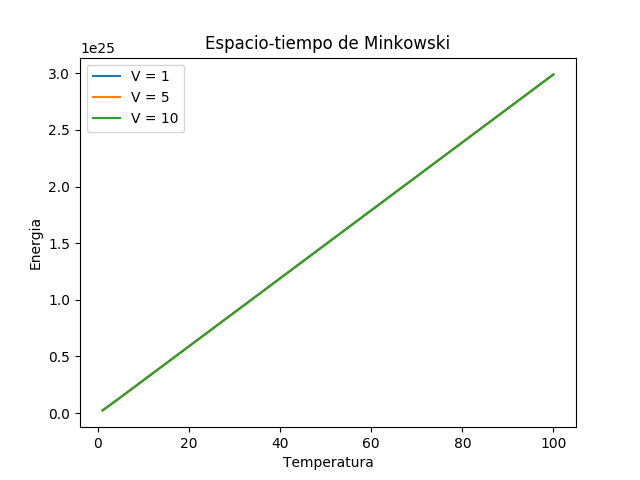 Espacio-tiempo de Minkowski
1e25
V = 1
V = 5
V = 10
3.0
2.5
2.0
1.5
1.0
0.5
0.0
Energia
0 20 40 60 80 100
Temperatura